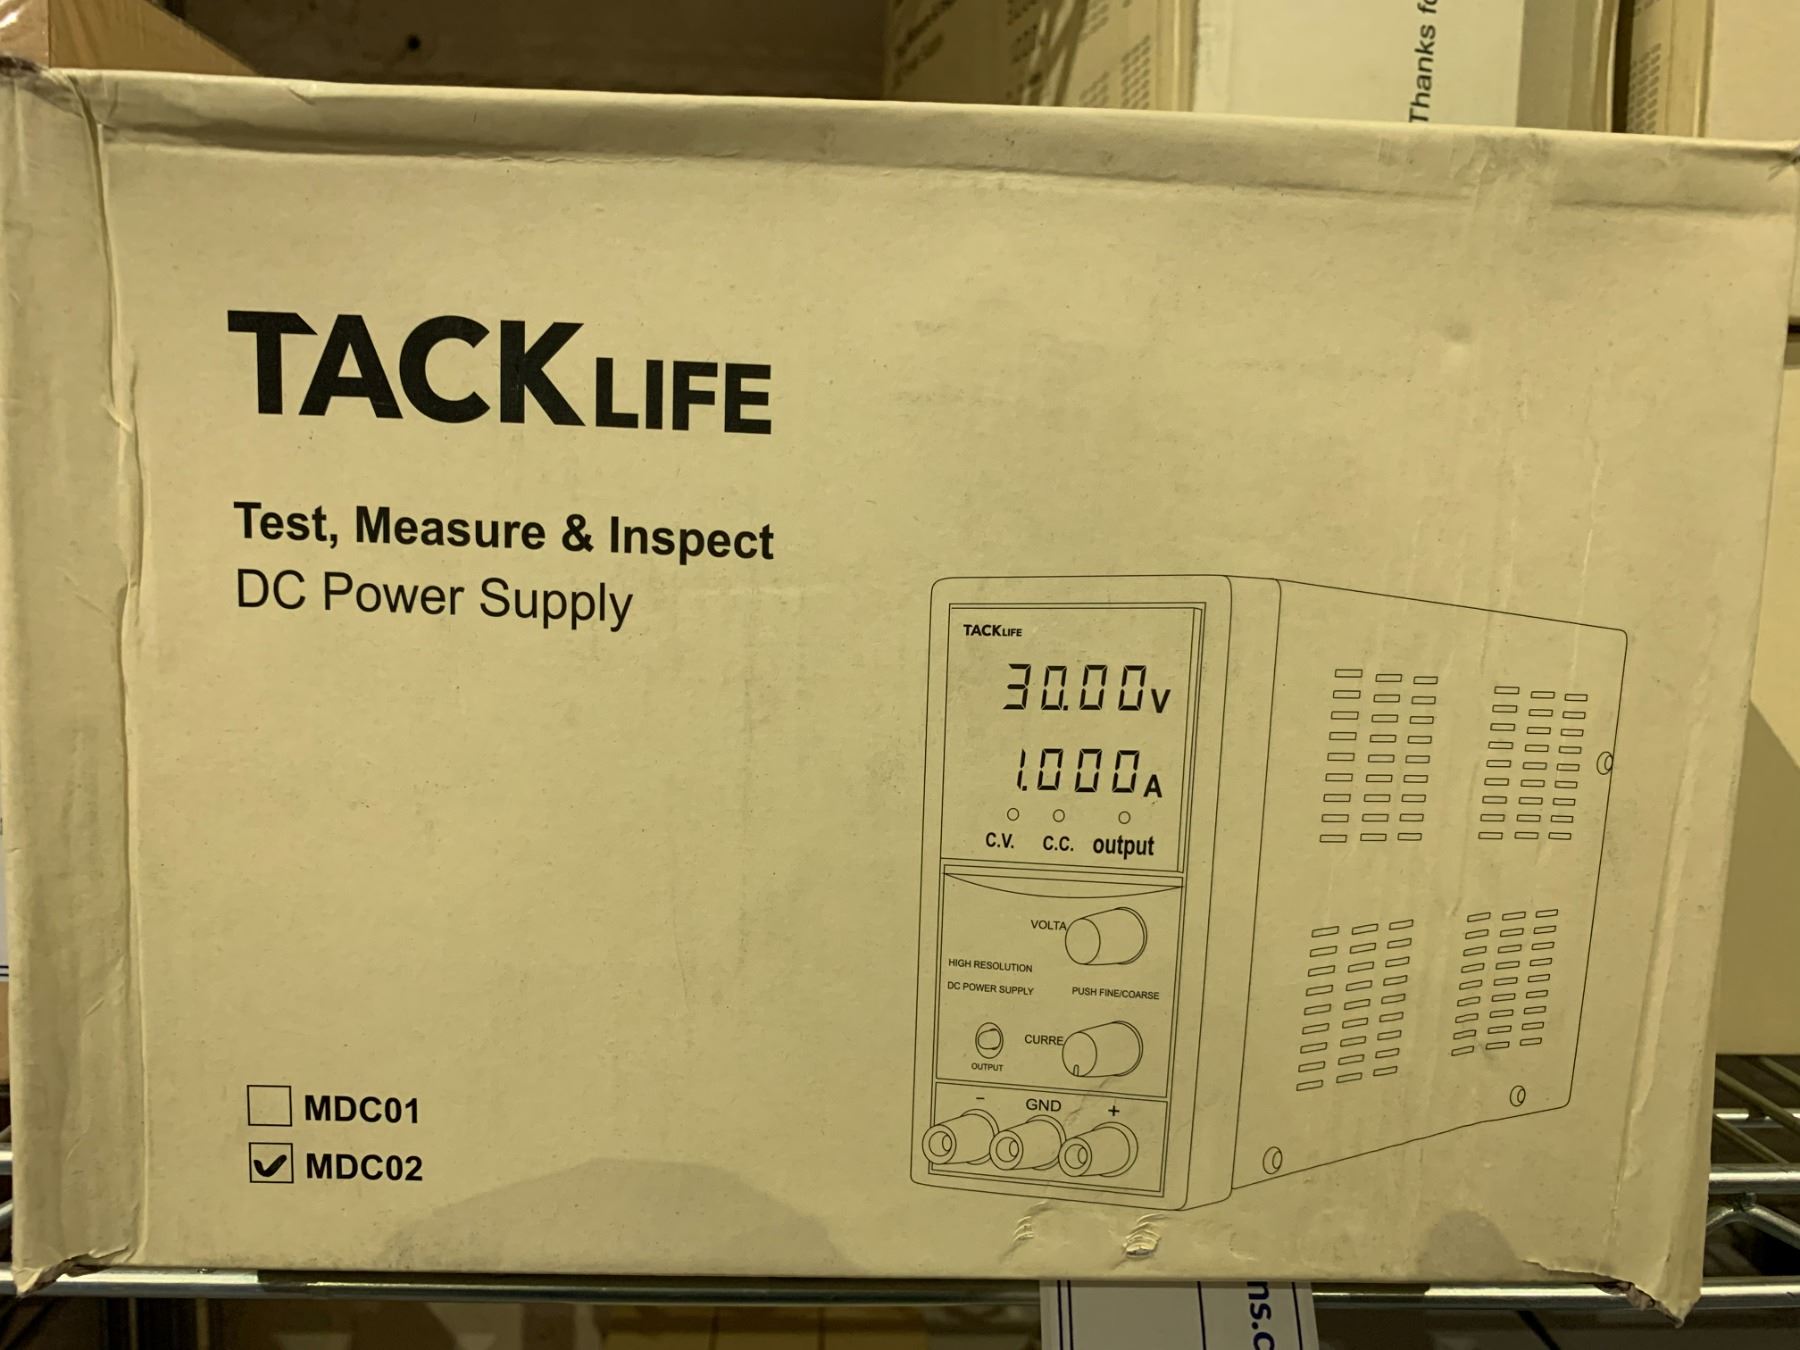 Thanks
TACKLIFE
Test, Measure & Inspect
DC Power Supply
TACKLIFE
30.00V
1.000A
C.V. C.C. output
VOLTA
HIGH RESOLUTION
DC POWER SUPPLY PUSH FINE/COARSE
CURRE
OUTPUT
- GND +
MDC01
MDC02